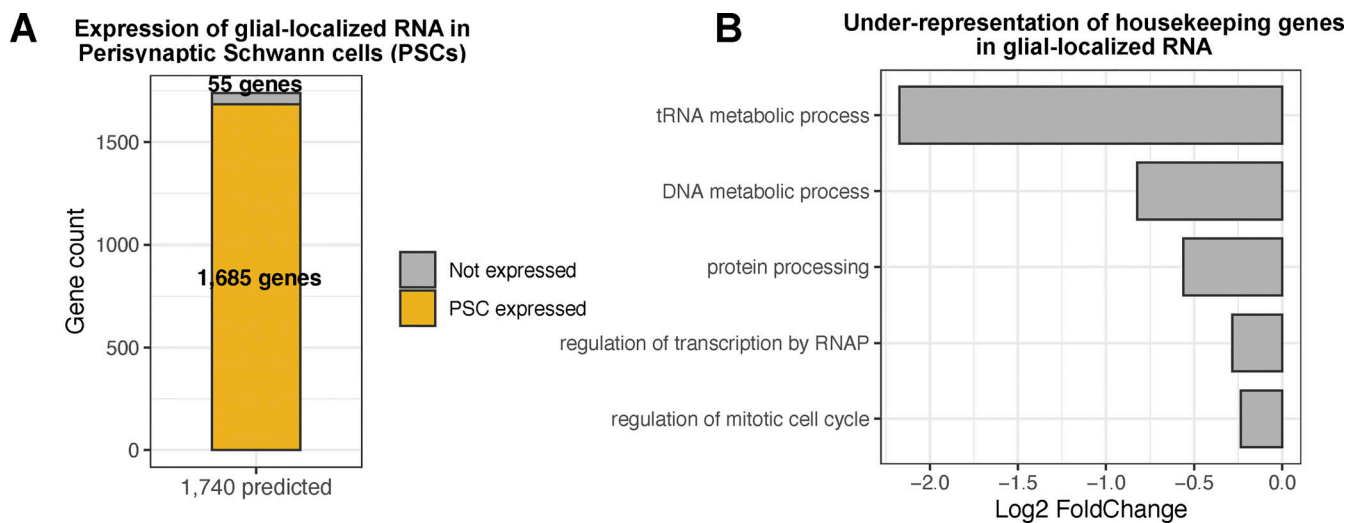 A
Expression of glial-localized RNA in
Perisynaptic Schwann cells (PSCs)
55 genes
1500
1000
1,685 genes
500
0
Gene count
1,740 predicted
Not expressed
PSC expressed
B
Under-representation of housekeeping genes
in glial-localized RNA
tRNA metabolic process
DNA metabolic process
protein processing
regulation of transcription by RNAP
regulation of mitotic cell cycle
−2.0 −1.5 −1.0 −0.5 0.0
Log2 FoldChange